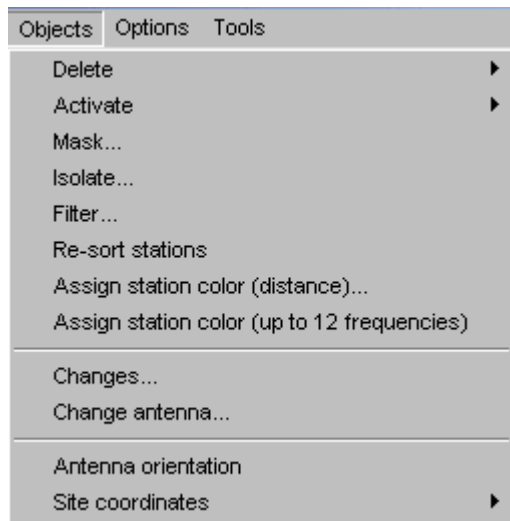 Objects Options Tools
Delete
Activate
Mask...
Isolate...
Filter...
Re-sort stations
Assign station color (distance)...
Assign station color (up to 12 frequencies)
Changes...
Change antenna...
Antenna orientation
Site coordinates